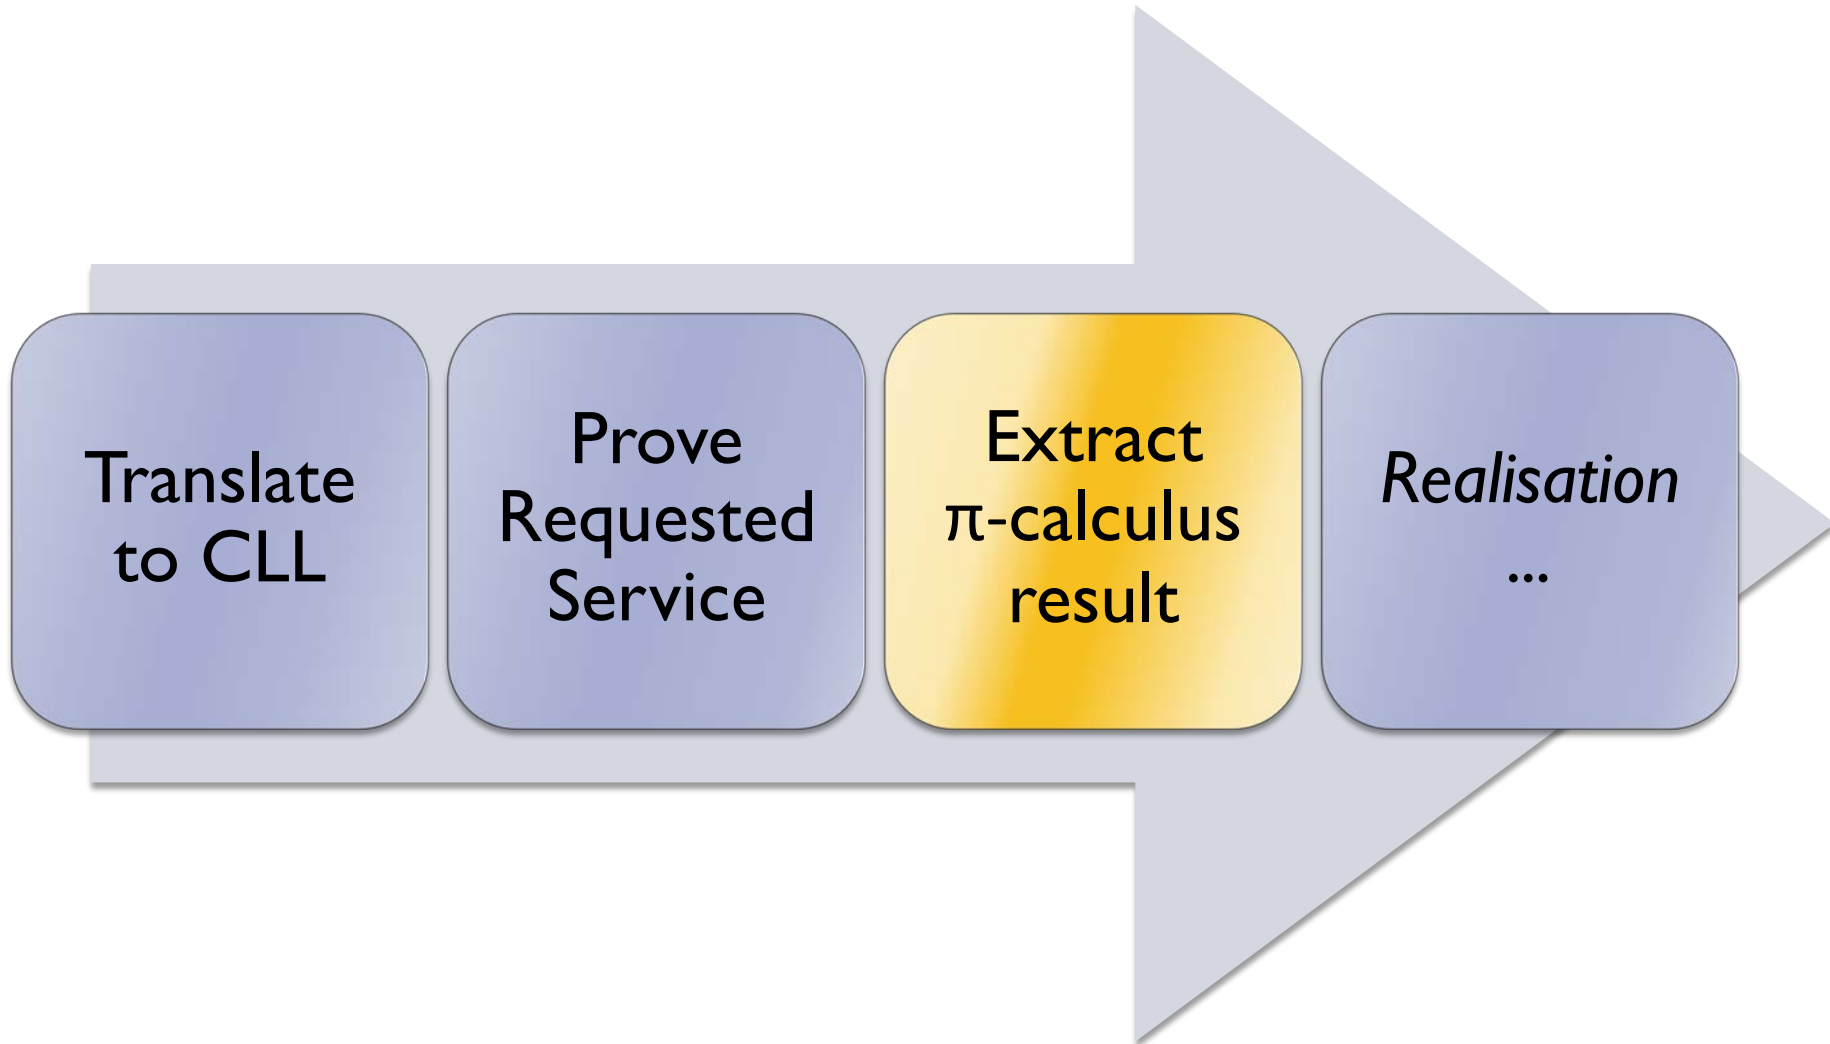 Translate
to CLL
Prove
Requested
Service
Extract
π-calculus
result
Realisation
...